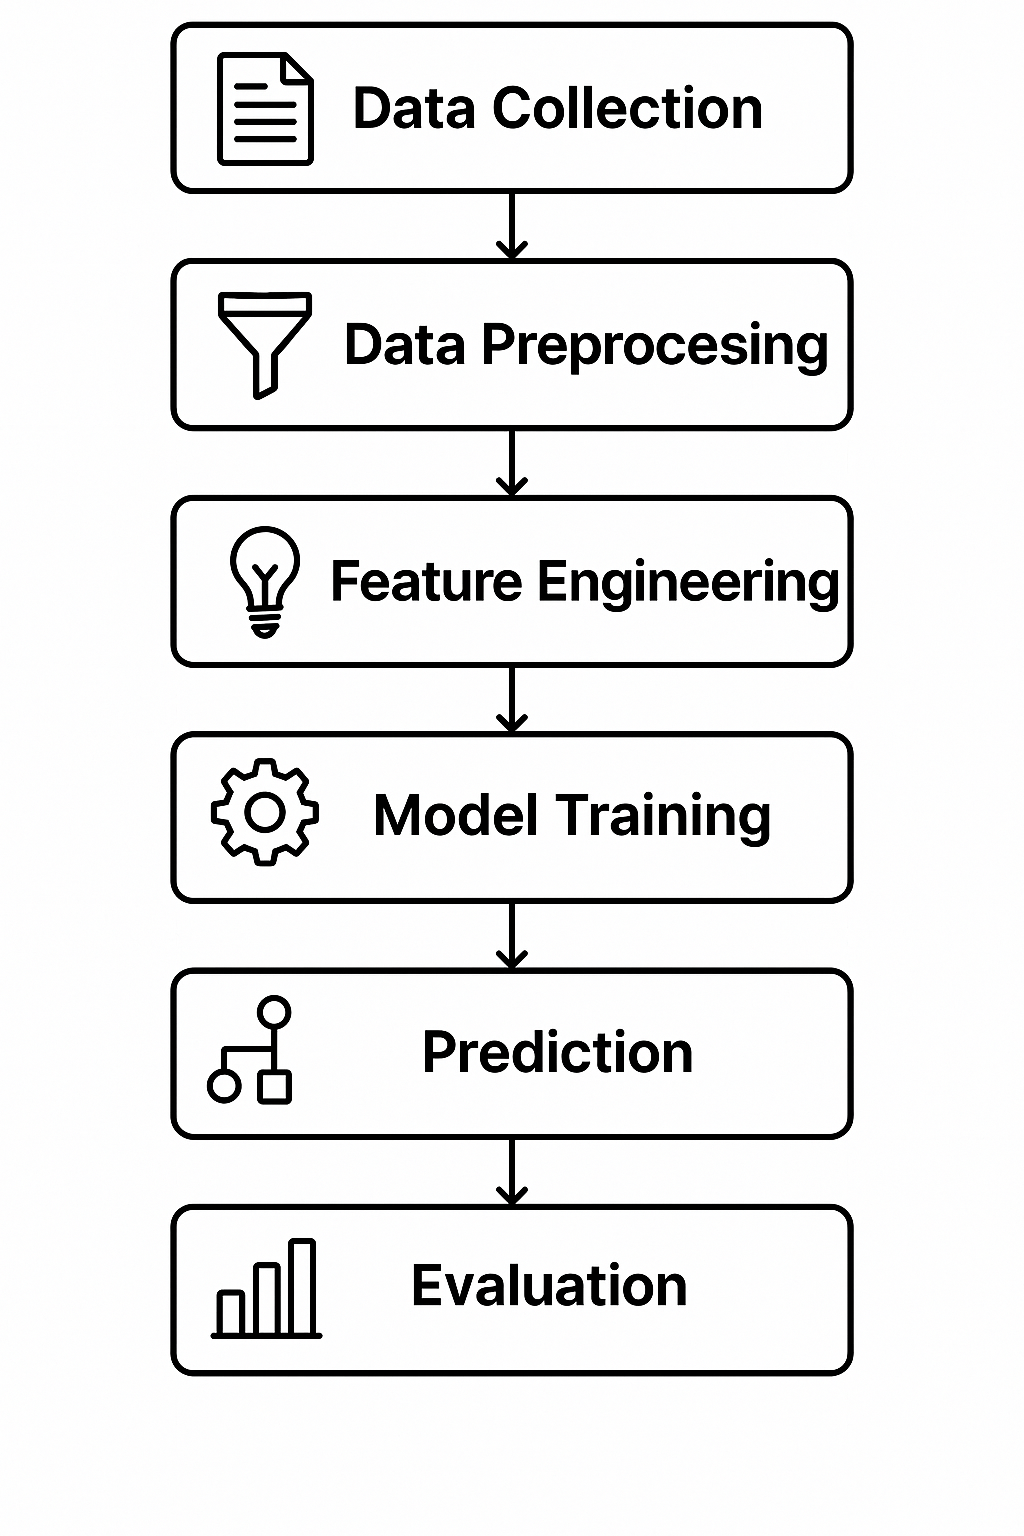 Data Collection
Data Preprocesing
Feature Engineering
Model Training
Prediction
Evaluation